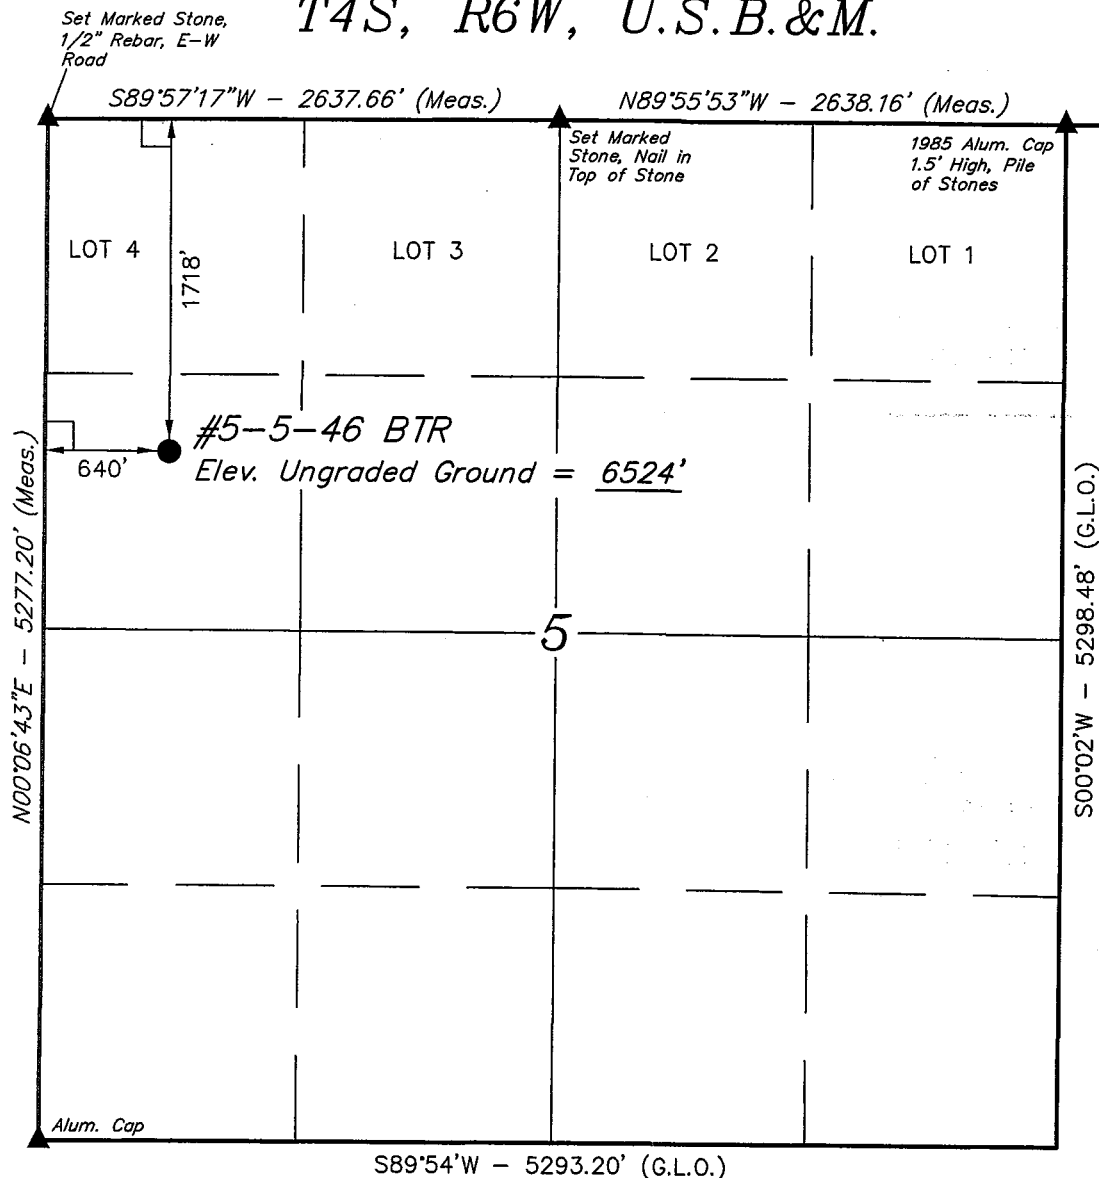 T4S, R6W, U.S.B.&M.
Set Marked Stone,
1/2" Rebar, E-W
Road
S89°57'17"W - 2637.66' (Meas.)
N89°55'53"W - 2638.16' (Meas.)
Set Marked
Stone, Nail in
Top of Stone
1985 Alum. Cap
1.5' High, Pile
of Stones
LOT 4
LOT 3
LOT 2
LOT 1
1718'
#5-5-46 BTR
640'
Elev. Ungraded Ground = 6524'
N00°06'43"E - 5277.20' (Meas.)
S00°02'W - 5298.48' (G.L.O.)
5
Alum. Cap
S89°54'W - 5293.20' (G.L.O.)